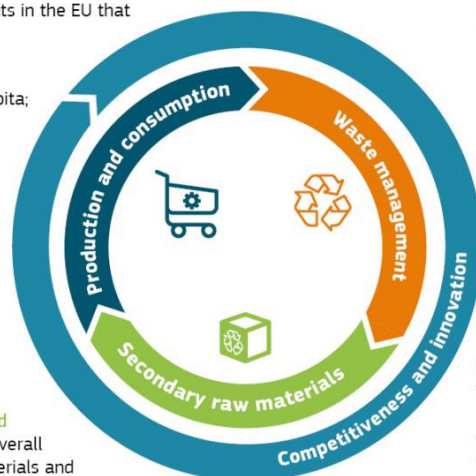 ts in the EU that
pita;
Production and consumption
Waste management
Secondary raw materials
Competitiveness and innovation
d
verall
erials and